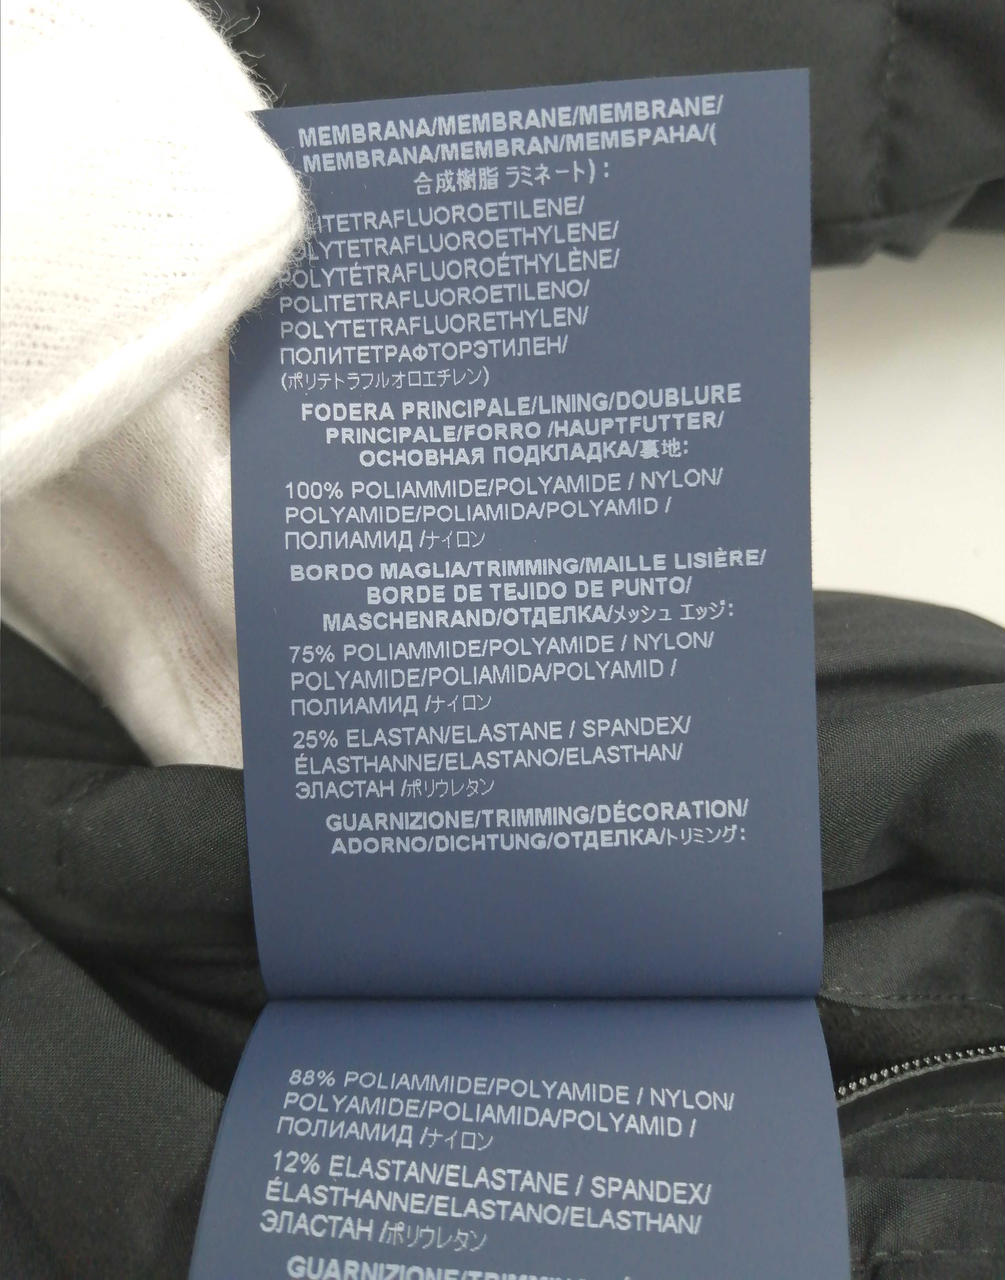 MEMBRANA/MEMBRANE/MEMBRANE/
MEMBRANA/MEMBRAN/МЕМБРАНА/(
合成樹脂 ラミネート):
LITETRAFLUOROETILENE/
POLYTETRAFLUOROETHYLENE/
POLYTÉTRAFLUOROÉTHYLÈNE/
POLITETRAFLUOROETILENO/
POLYTETRAFLUORETHYLEN/
ПОЛИТЕТРАФТОРЭТИЛЕН/
(ポリテトラフルオロエチレン)
FODERA PRINCIPALE/LINING/DOUBLURE
PRINCIPALE/FORRO /HAUPTFUTTER/
ОСНОВНАЯ ПОДКЛАДКА/裏地:
100% POLIAMMIDE/POLYAMIDE / NYLON/
POLYAMIDE/POLIAMIDA/POLYAMID /
ПОЛИАМИД /ナイロン
BORDO MAGLIA/TRIMMING/MAILLE LISIÈRE/
BORDE DE TEJIDO DE PUNTO/
MASCHENRAND/ОТДЕЛКА/メッシュ エッジ:
75% POLIAMMIDE/POLYAMIDE / NYLON/
POLYAMIDE/POLIAMIDA/POLYAMID /
ПОЛИАМИД /ナイロン
25% ELASTAN/ELASTANE / SPANDEX/
ÉLASTHANNE/ELASTANO/ELASTHAN/
ЭЛАСТАН /ポリウレタン
GUARNIZIONE/TRIMMING/DÉCORATION/
ADORNO/DICHTUNG/ОТДЕЛКА/トリミング:
88% POLIAMMIDE/POLYAMIDE / NYLON/
POLYAMIDE/POLIAMIDA/POLYAMID /
ПОЛИАМИД /ナイロン
12% ELASTAN/ELASTANE / SPANDEX/
ÉLASTHANNE/ELASTANO/ELASTHAN/
ЭЛАСТАН /ポリウレタン
GUARNIZIONE/TRIMMING/